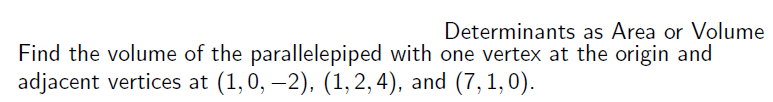 Determinants as Area or Volume
Find the volume of the parallelepiped with one vertex at the origin and
adjacent vertices at (1, 0, −2), (1, 2, 4), and (7, 1, 0).